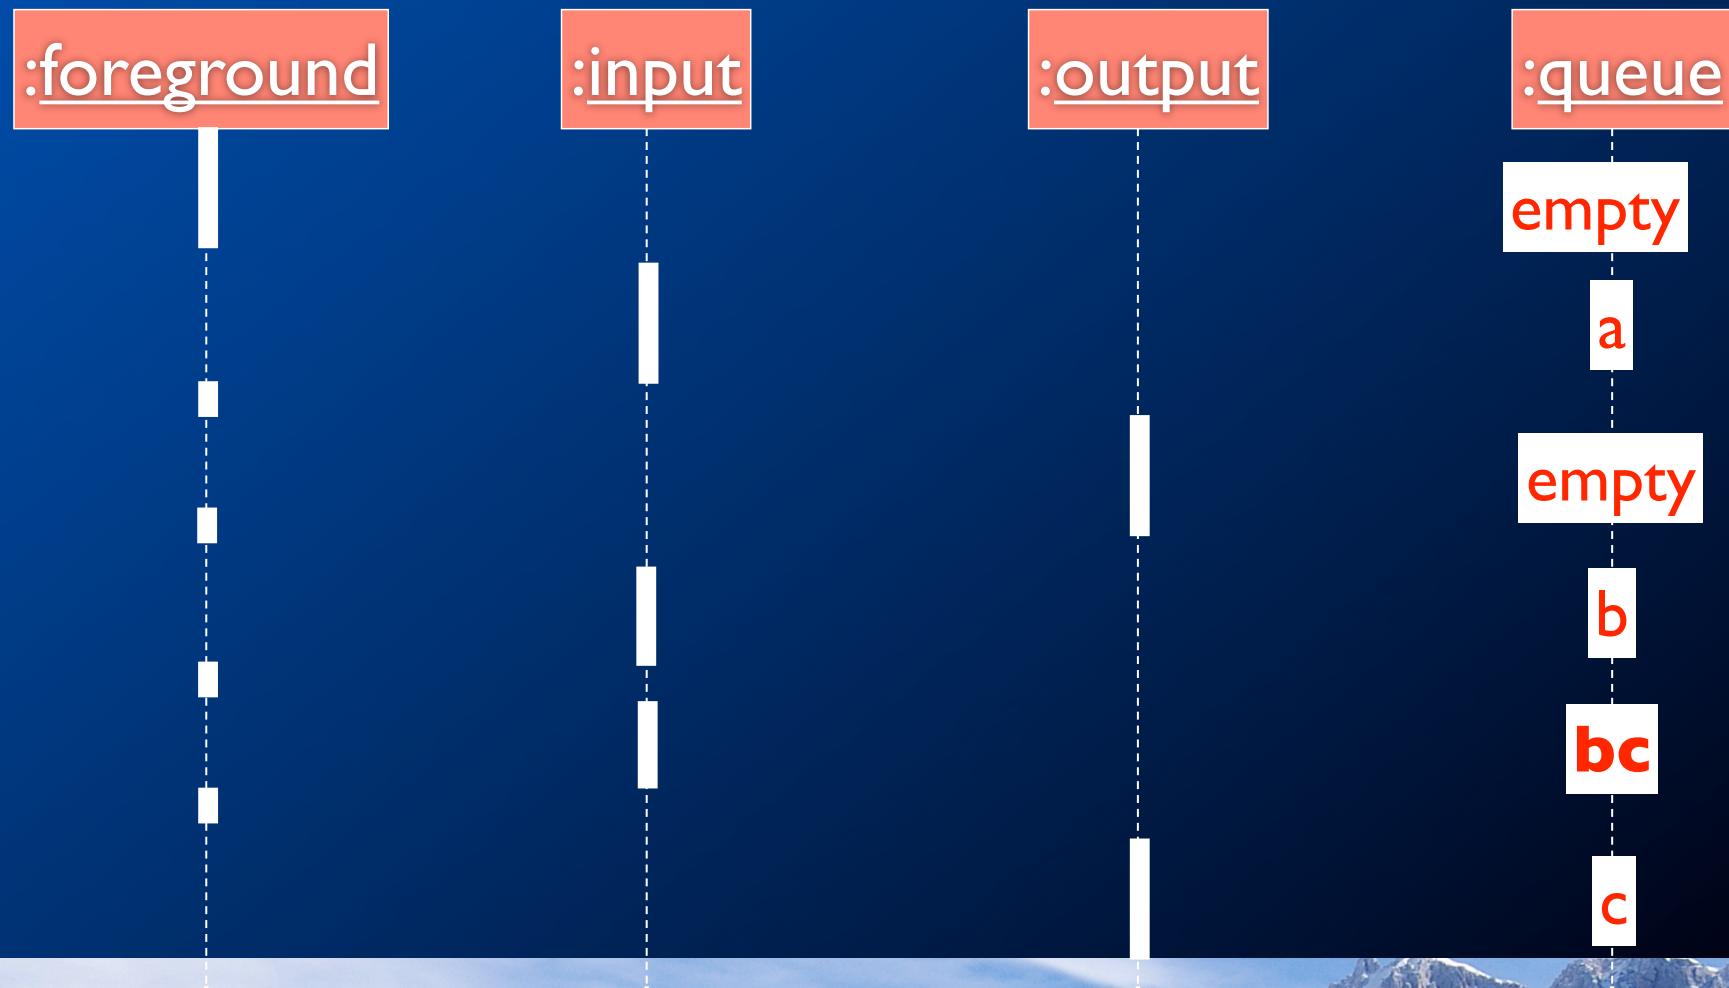 :foreground
:input
:output
:queue
empty
a
empty
b
bc
c